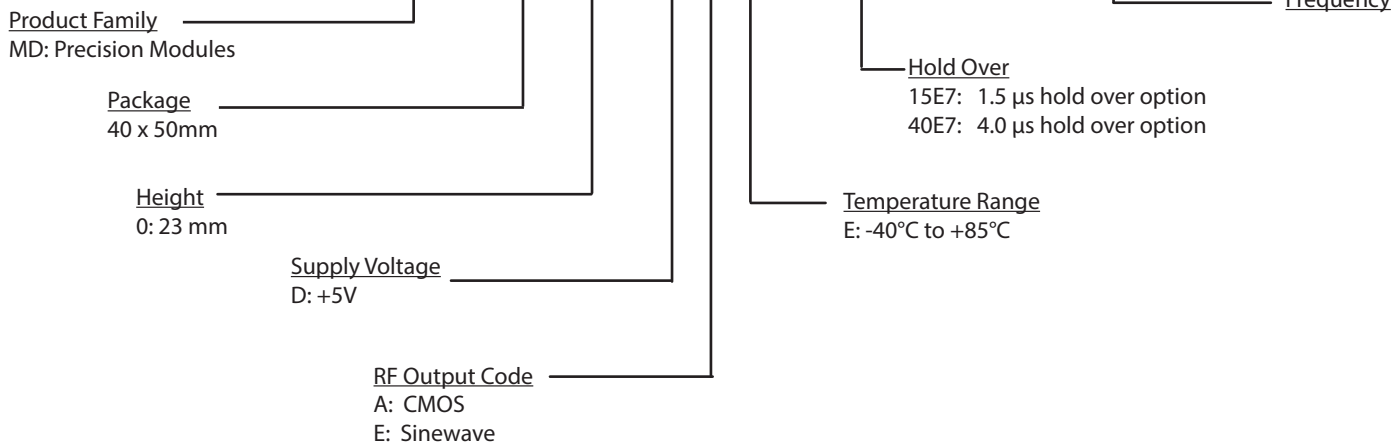 Frequency
Product Family
MD: Precision Modules
Hold Over
15E7: 1.5 µs hold over option
40E7: 4.0 µs hold over option
Package
40 x 50mm
Height
0: 23 mm
Temperature Range
E: -40°C to +85°C
Supply Voltage
D: +5V
RF Output Code
A: CMOS
E: Sinewave